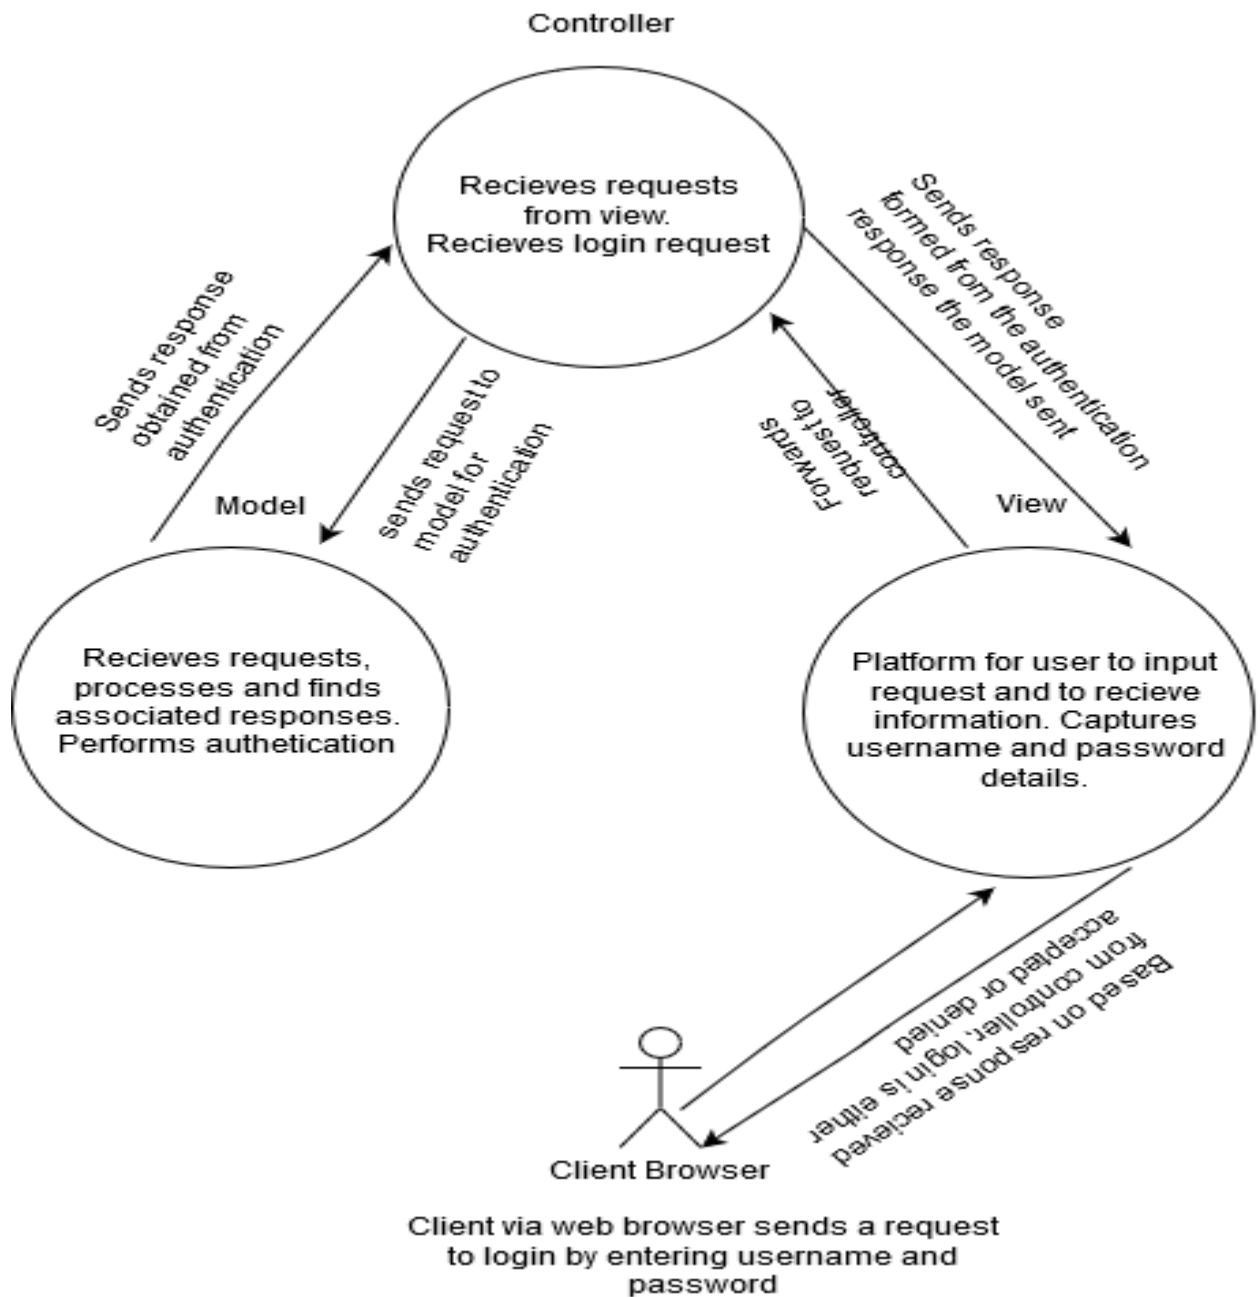 Controller
Recieves requests
from view.
Recieves login request
Sends response
obtained from
authentication
sends request to
model for
authentication
Sends response
formed from the authentication
response the model sent
Forwards
request to
controller
Model
View
Recieves requests,
processes and finds
associated responses.
Performs authetication
Platform for user to input
request and to recieve
information. Captures
username and password
details.
Based on response recieved
from controller, login is either
accepted or denied
Client Browser
Client via web browser sends a request
to login by entering username and
password